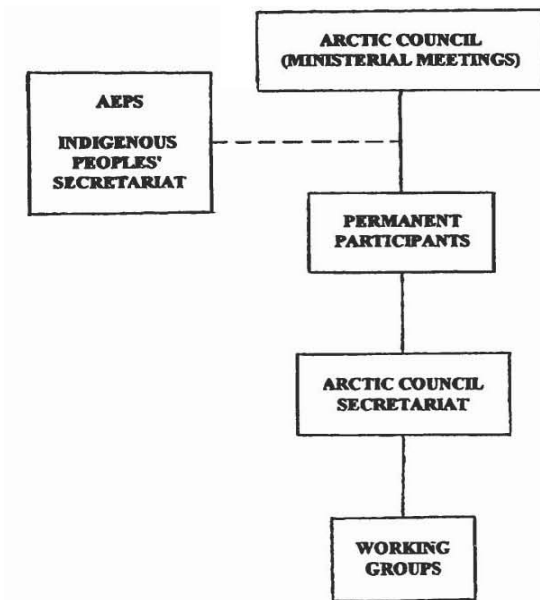 ARCTIC COUNCIL
(MINISTERIAL MEETINGS)
AEPS
INDIGENOUS
PEOPLES'
SECRETARIAT
PERMANENT
PARTICIPANTS
ARCTIC COUNCIL
SECRETARIAT
WORKING
GROUPS